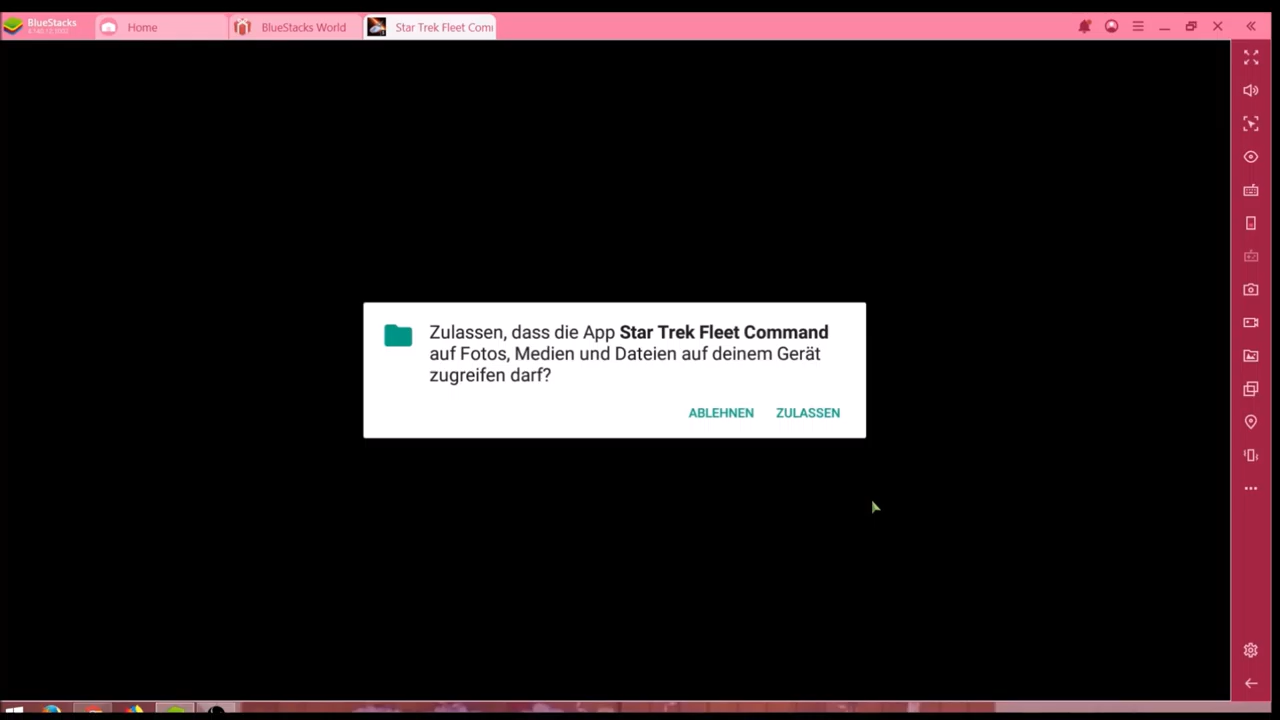 BlueStacks
Home
BlueStacks World
Star Trek Fleet Com
Zulassen, dass die App Star Trek Fleet Command
auf Fotos, Medien und Dateien auf deinem Gerät
zugreifen darf?
ABLEHNEN
ZULASSEN